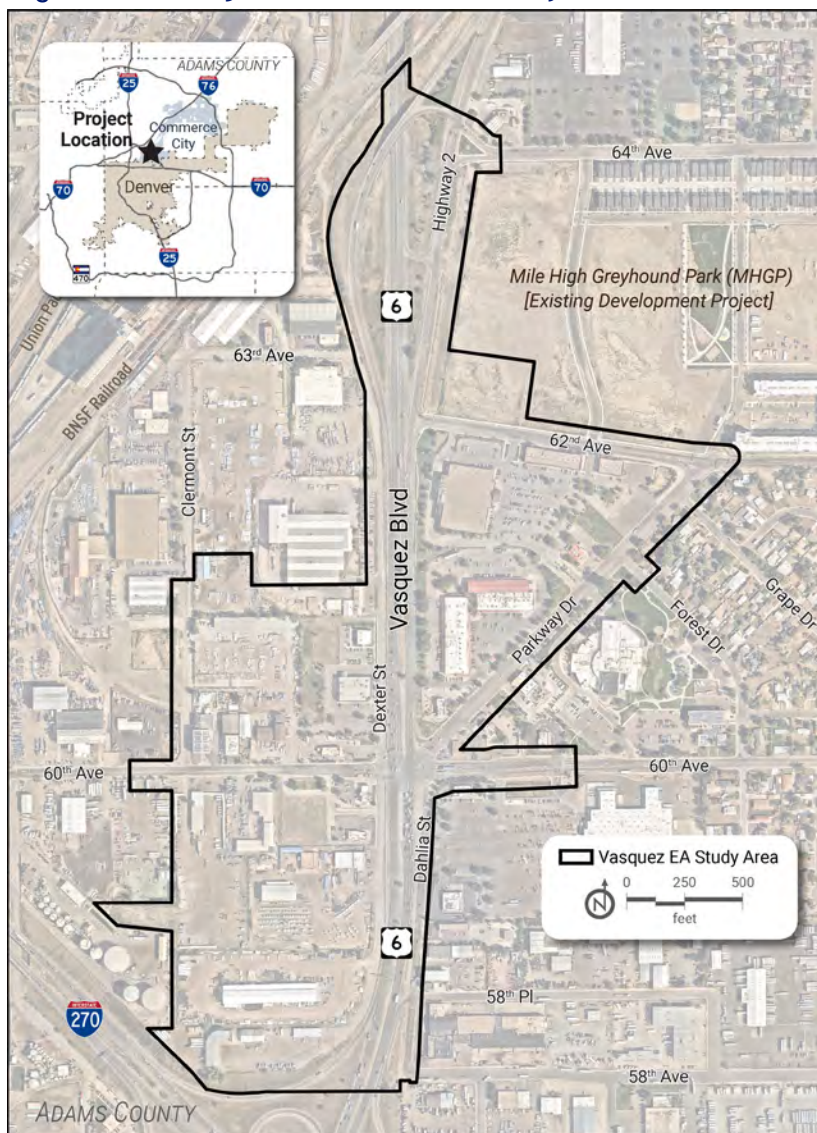 ADAMS COUNTY
25
76
Project
Location
Commerce
City
70
Denver
70
25
470
64th Ave
Highway 2
Mile High Greyhound Park (MHGP)
[Existing Development Project]
Union
6
63rd Ave
BNSF Railroad
62nd Ave
Clermont St
Vasquez Blvd
Grape Dr
Forest Dr
Parkway Dr
Dexter St
60th Ave
60th Ave
Dahlia St
Vasquez EA Study Area
N
0 250 500
feet
6
58th Pl
INTERSTATE
270
58th Ave
ADAMS COUNTY